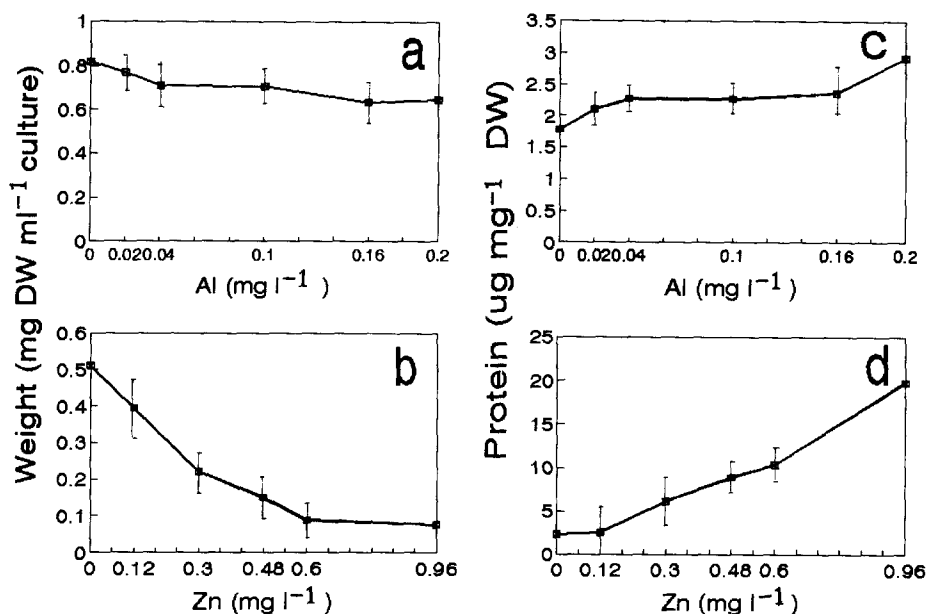 Weight (mg DW ml⁻¹ culture)
1
0.8
0.6
0.4
0.2
0
a
0 0.02 0.04 0.1 0.16 0.2
Al (mg l⁻¹ )
0.6
0.5
0.4
0.3
0.2
0.1
0
b
0 0.12 0.3 0.48 0.6 0.96
Zn (mg l⁻¹ )
Protein (ug mg⁻¹ DW)
3.5
3
2.5
2
1.5
1
0.5
0
c
0 0.02 0.04 0.1 0.16 0.2
Al (mg l⁻¹ )
25
20
15
10
5
0
d
0 0.12 0.3 0.48 0.6 0.96
Zn (mg l⁻¹ )